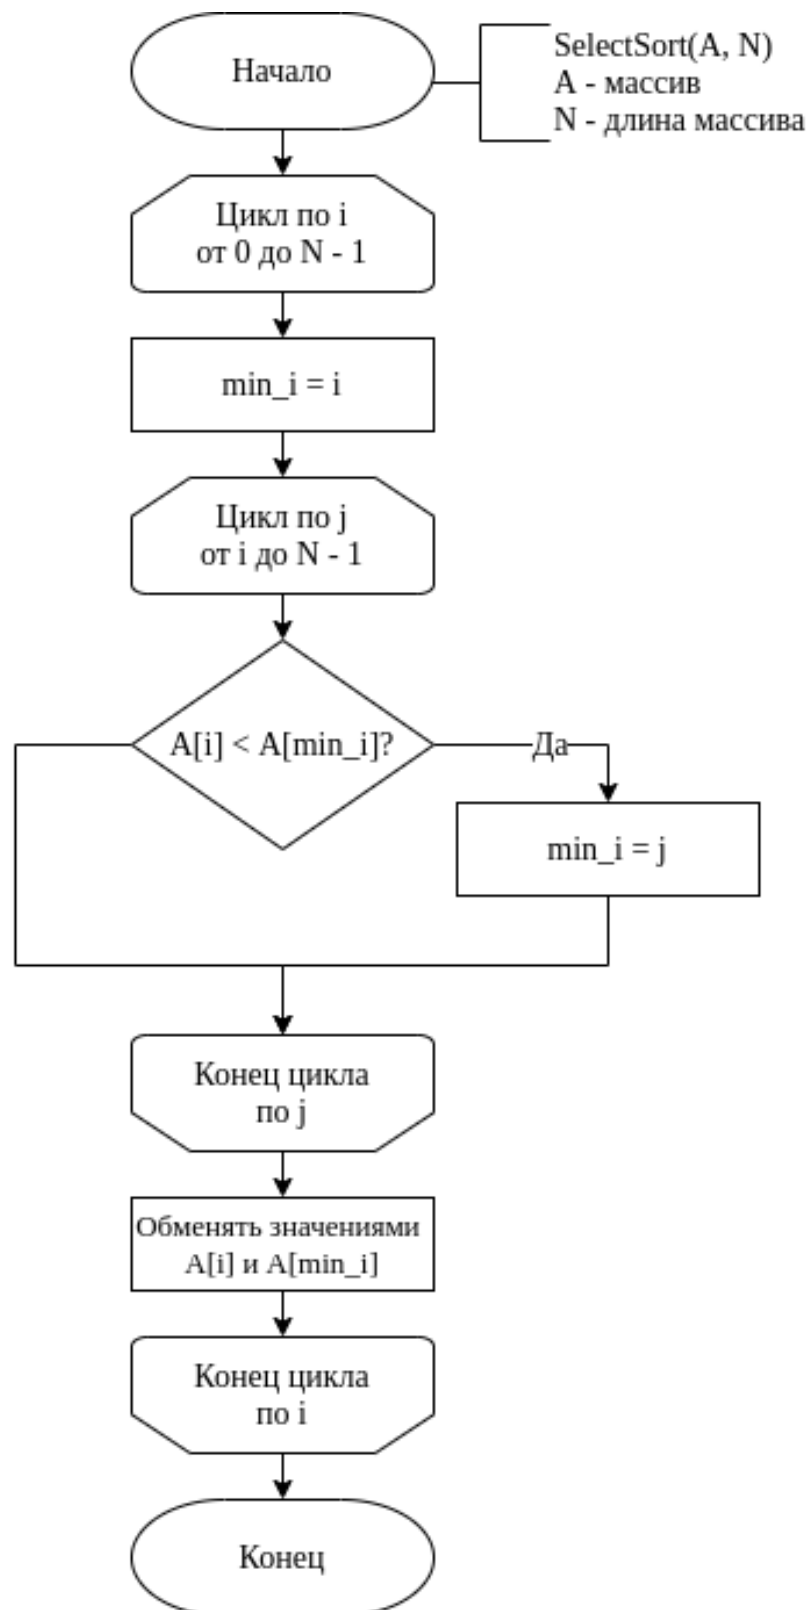 Начало
SelectSort(A, N)
A - массив
N - длина массива
Цикл по i
от 0 до N - 1
min_i = i
Цикл по j
от i до N - 1
A[i] < A[min_i]?
Да
min_i = j
Конец цикла
по j
Обменять значениями
A[i] и A[min_i]
Конец цикла
по i
Конец